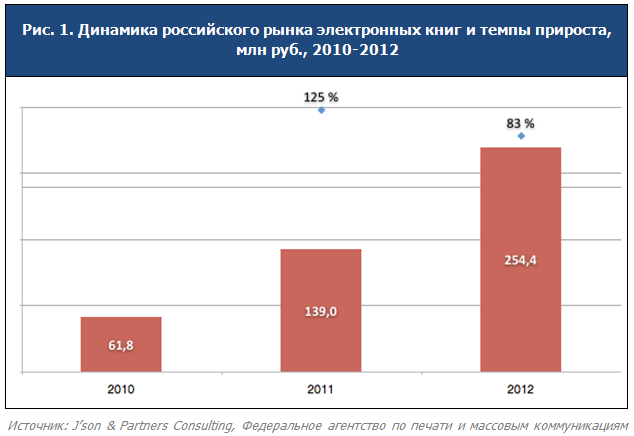 Рис. 1. Динамика российского рынка электронных книг и темпы прироста,
млн руб., 2010-2012
125 %
83 %
254,4
139,0
61,8
2010 2011 2012
Источник: J’son & Partners Consulting, Федеральное агентство по печати и массовым коммуникациям